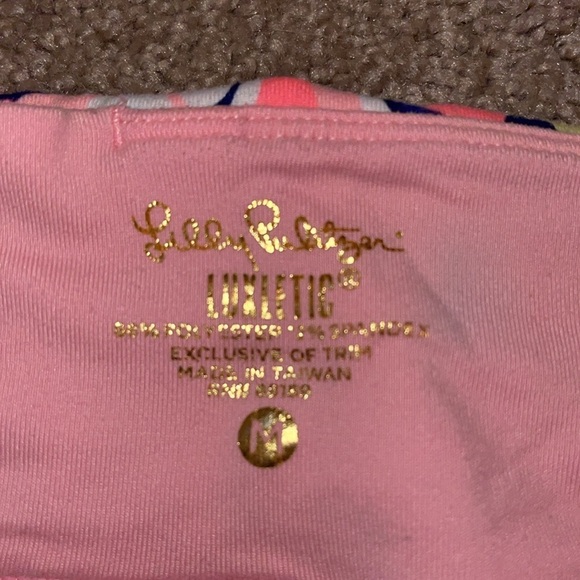 Lilly Pulitzer
LUXLETIC®
POLYESTER SPANDEX
EXCLUSIVE OF TRIM
MADE IN TAIWAN
M